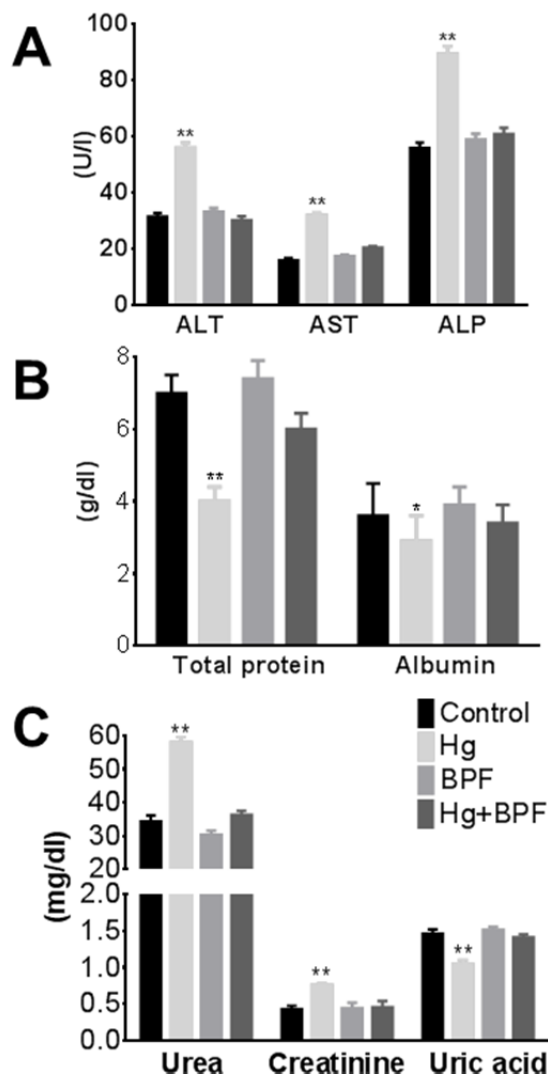 A
100
80
60
40
20
0
(U/l)
**
**
**
ALT AST ALP
B
8
6
4
2
0
(g/dl)
**
*
Total protein Albumin
C
Control
Hg
BPF
Hg+BPF
60
50
40
30
20
2.0
1.5
1.0
0.5
0.0
(mg/dl)
**
**
**
Urea Creatinine Uric acid